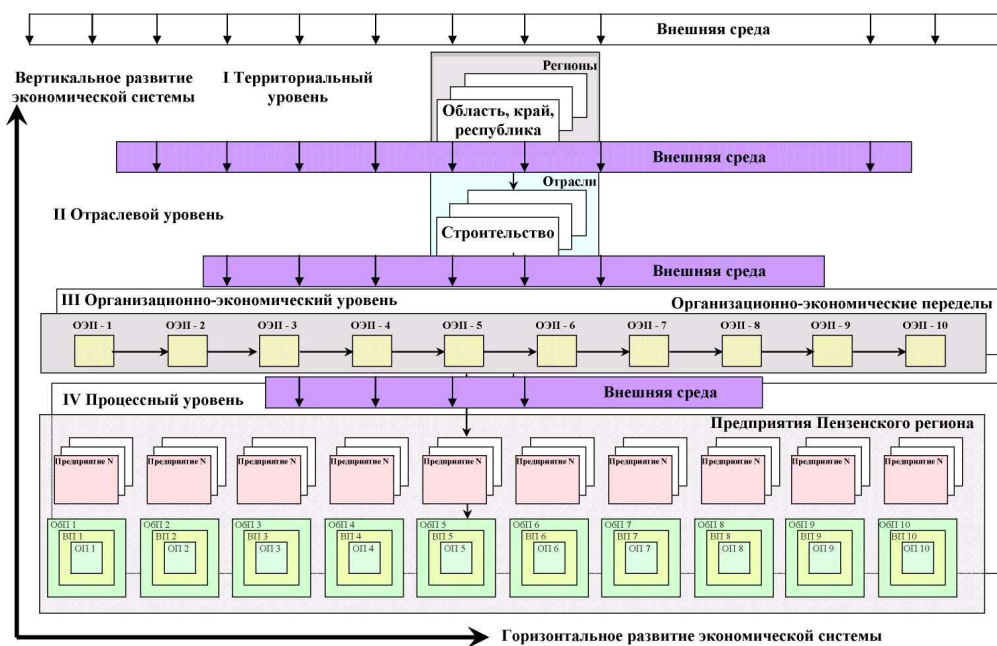 Внешняя среда
Вертикальное развитие
экономической системы
I Территориальный
уровень
Регионы
Область, край,
республика
Внешняя среда
Отрасли
II Отраслевой уровень
Строительство
Внешняя среда
III Организационно-экономический уровень
Организационно-экономические переделы
ОЭП - 1 ОЭП - 2 ОЭП - 3 ОЭП - 4 ОЭП - 5 ОЭП - 6 ОЭП - 7 ОЭП - 8 ОЭП - 9 ОЭП - 10
Внешняя среда
IV Процессный уровень
Предприятия Пензенского региона
Предприятие N Предприятие N Предприятие N Предприятие N Предприятие N Предприятие N Предприятие N Предприятие N Предприятие N Предприятие N
ОбП 1 ОбП 2 ОбП 3 ОбП 4 ОбП 5 ОбП 6 ОбП 7 ОбП 8 ОбП 9 ОбП 10
ВП 1 ВП 2 ВП 3 ВП 4 ВП 5 ВП 6 ВП 7 ВП 8 ВП 9 ВП 10
ОП 1 ОП 2 ОП 3 ОП 4 ОП 5 ОП 6 ОП 7 ОП 8 ОП 9 ОП 10
Горизонтальное развитие экономической системы